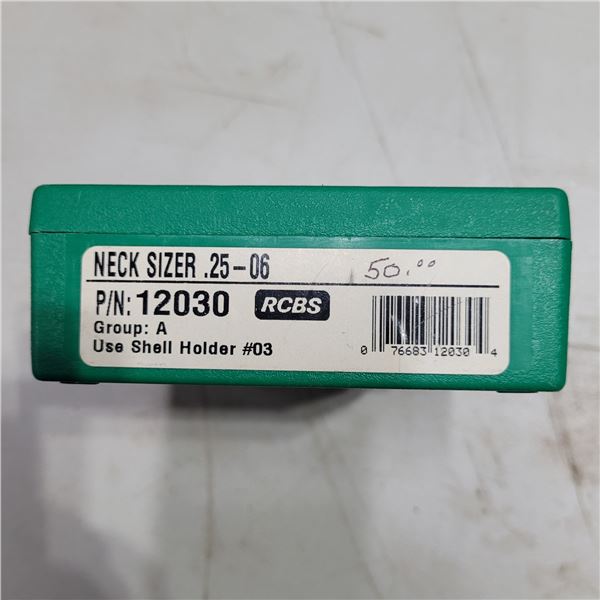 NECK SIZER .25-06 50.00
P/N: 12030 RCBS
Group: A
Use Shell Holder #03
0 76683 12030 4